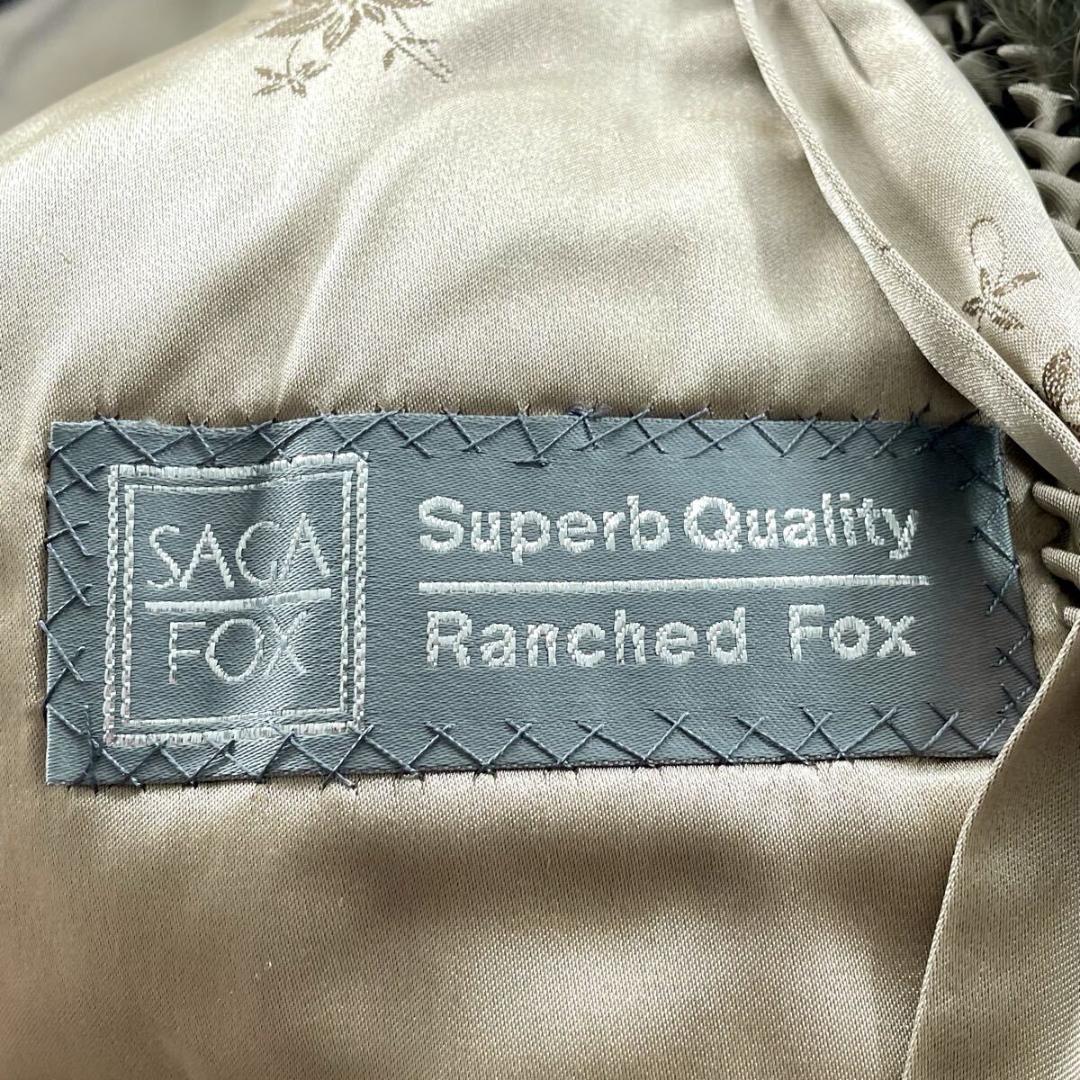 SAGA
FOX
Superb Quality
Ranched Fox